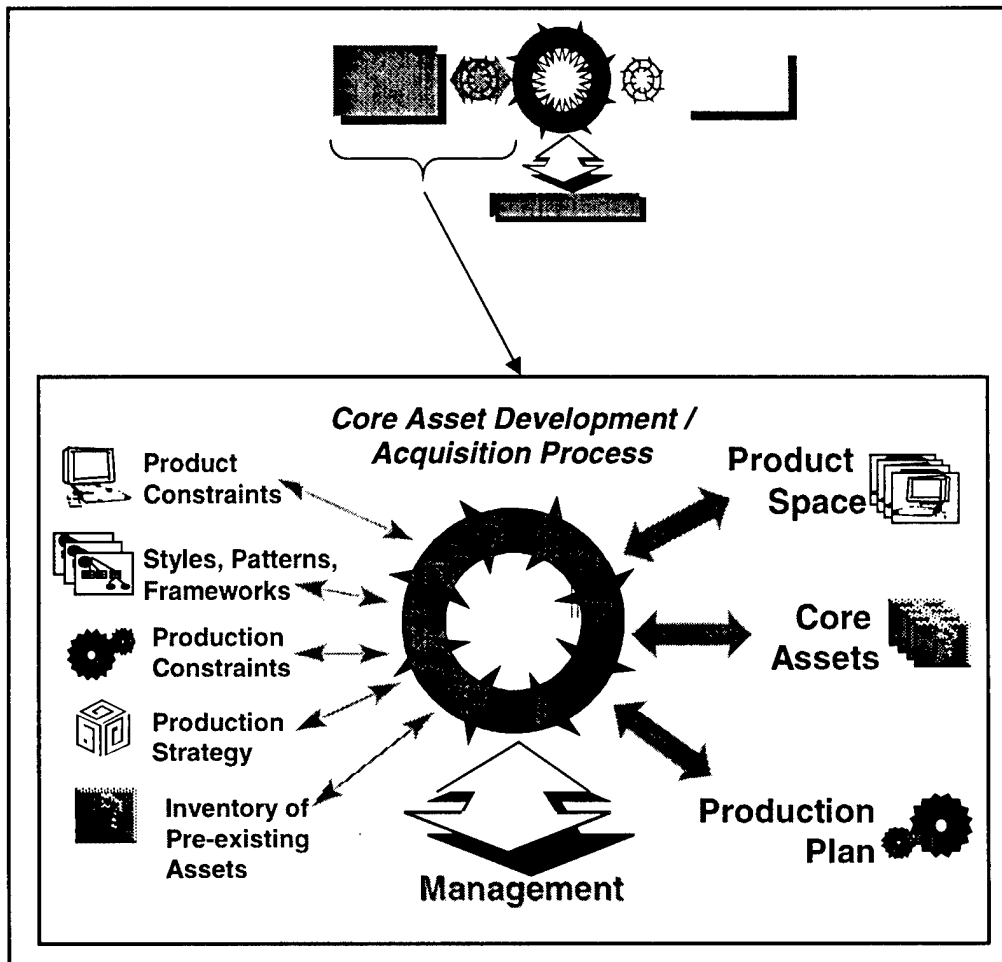 Core Asset Development /
Acquisition Process
Product
Constraints
Styles, Patterns,
Frameworks
Production
Constraints
Production
Strategy
Inventory of
Pre-existing
Assets
Product
Space
Core
Assets
Production
Plan
Management